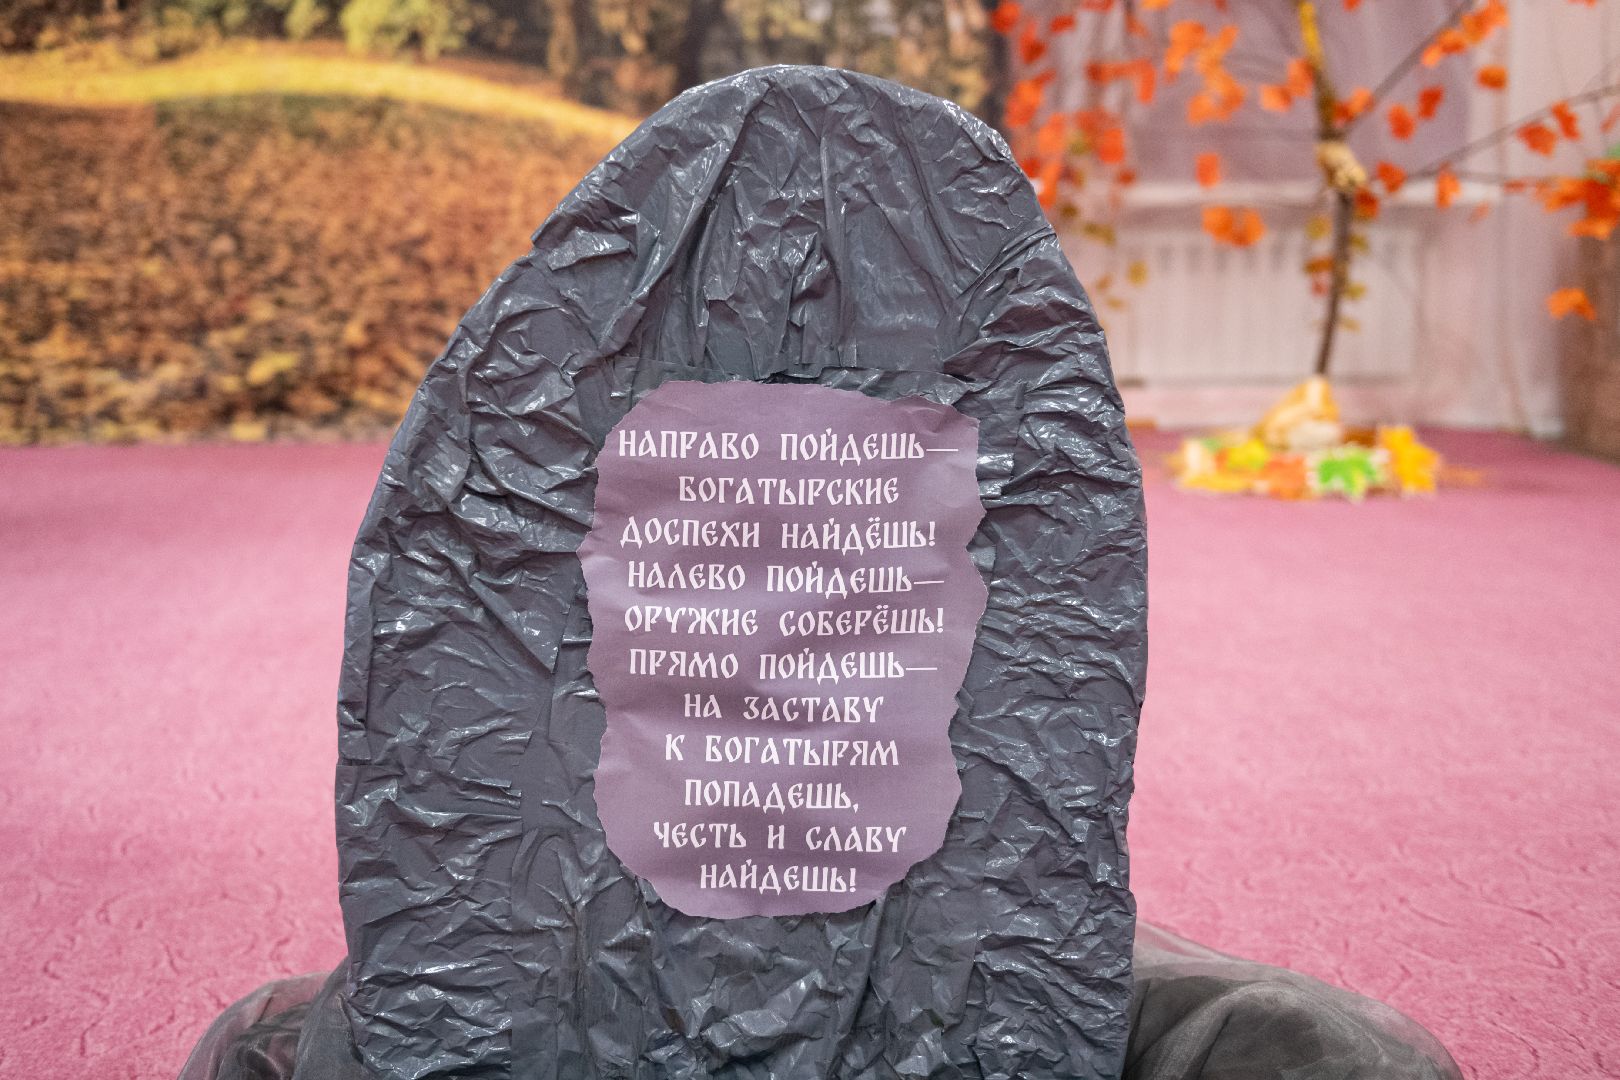 НАПРАВО ПОЙДЕШЬ—
БОГАТЫРСКИЕ
ДОСПЕХИ НАЙДЁШЬ!
НАЛЕВО ПОЙДЕШЬ—
ОРУЖИЕ СОБЕРЁШЬ!
ПРЯМО ПОЙДЕШЬ—
НА ЗАСТАВУ
К БОГАТЫРЯМ
ПОПАДЕШЬ,
ЧЕСТЬ И СЛАВУ
НАЙДЕШЬ!